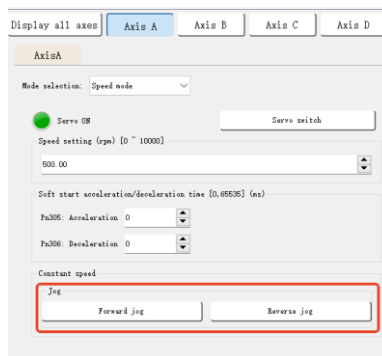 Display all axes Axis A Axis B Axis C Axis D
AxisA
Mode selection: Speed mode
Servo ON Servo switch
Speed setting (rpm) [0 ~ 10000]
500.00
Soft start acceleration/deceleration time [0,65535] (ms)
Pn305: Acceleration 0
Pn306: Deceleration 0
Constant speed
Jog
Forward jog Reverse jog